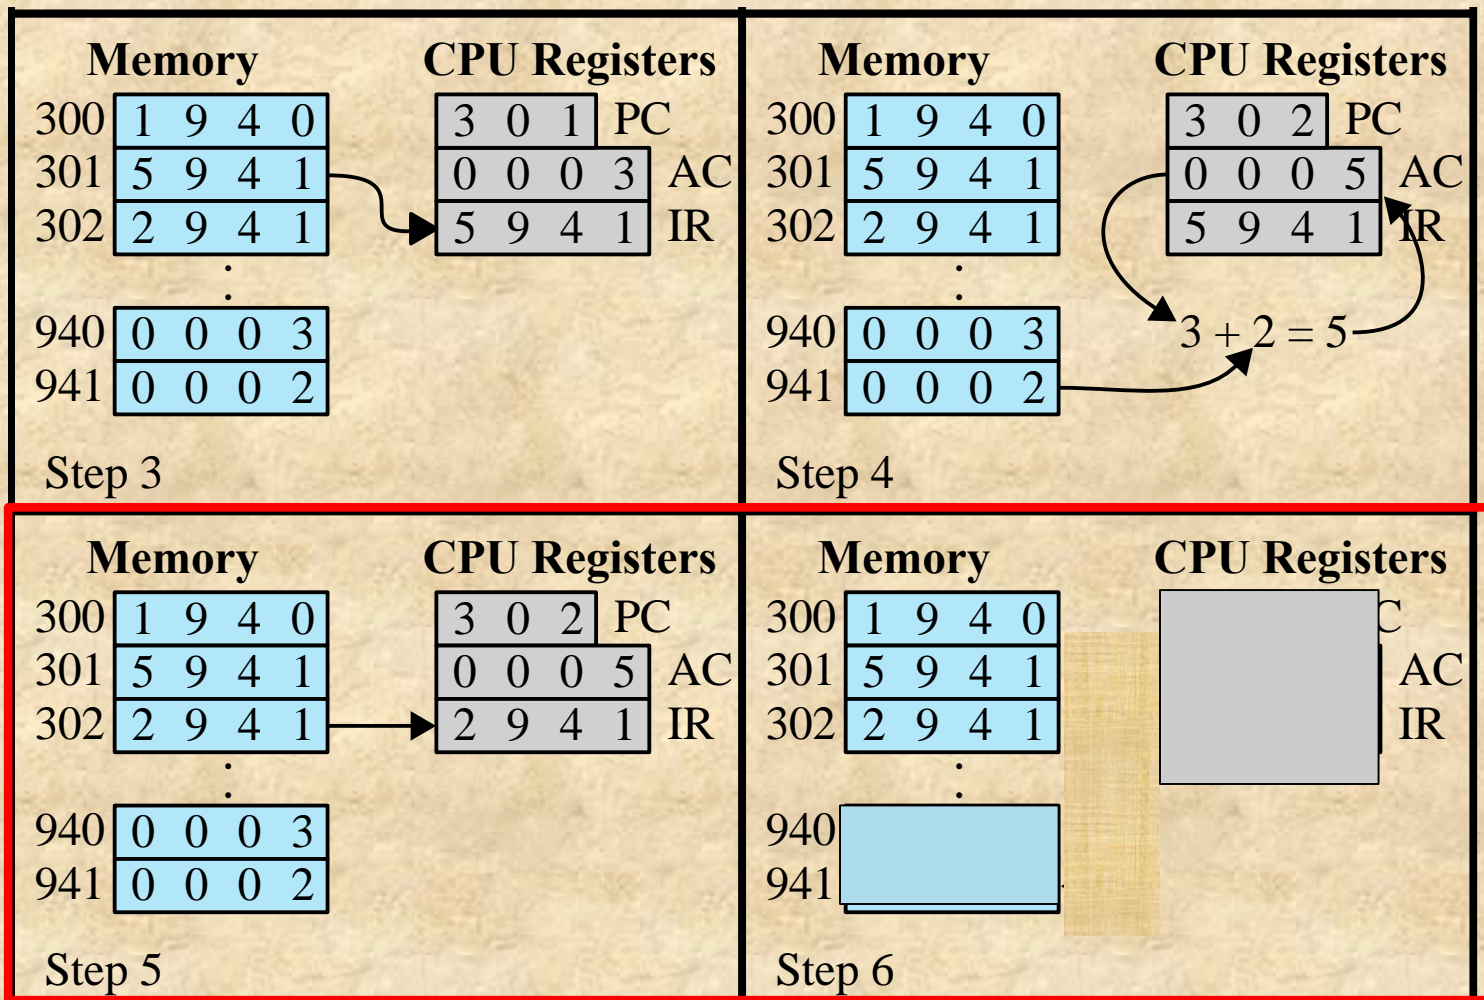 Memory CPU Registers
300 1 9 4 0 3 0 1 PC
301 5 9 4 1 0 0 0 3 AC
302 2 9 4 1 5 9 4 1 IR
940 0 0 0 3
941 0 0 0 2
Step 3
Memory CPU Registers
300 1 9 4 0 3 0 2 PC
301 5 9 4 1 0 0 0 5 AC
302 2 9 4 1 5 9 4 1 IR
940 0 0 0 3 3 + 2 = 5
941 0 0 0 2
Step 4
Memory CPU Registers
300 1 9 4 0 3 0 2 PC
301 5 9 4 1 0 0 0 5 AC
302 2 9 4 1 2 9 4 1 IR
940 0 0 0 3
941 0 0 0 2
Step 5
Memory CPU Registers
300 1 9 4 0 C
301 5 9 4 1 AC
302 2 9 4 1 IR
940
941
Step 6